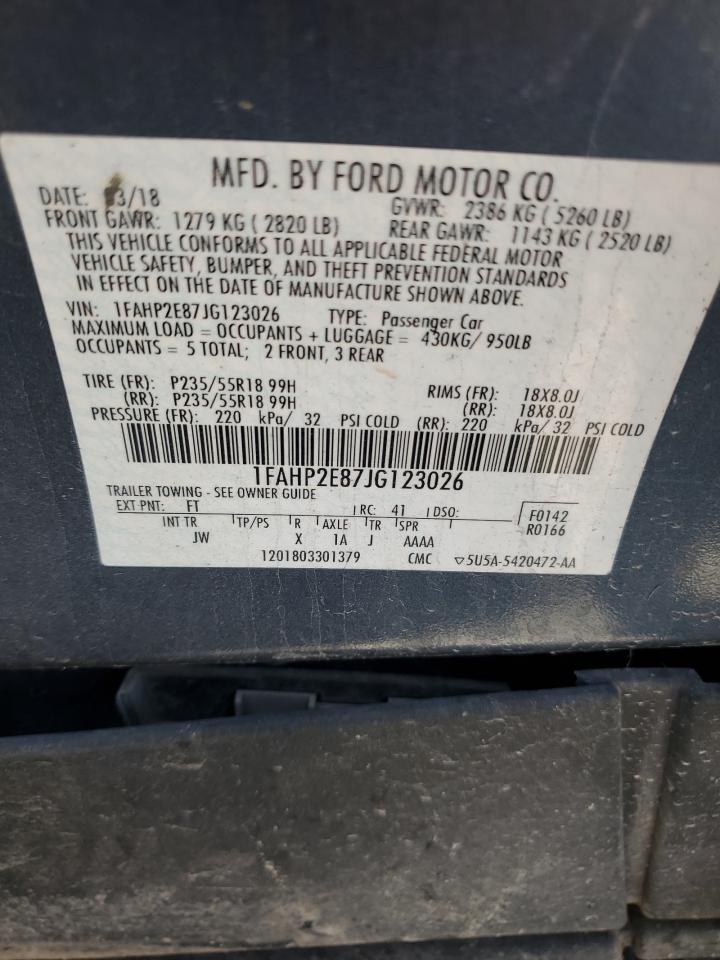 MFD. BY FORD MOTOR CO.
DATE: 03/18 GVWR: 2386 KG ( 5260 LB)
FRONT GAWR: 1279 KG ( 2820 LB) REAR GAWR: 1143 KG ( 2520 LB)
THIS VEHICLE CONFORMS TO ALL APPLICABLE FEDERAL MOTOR
VEHICLE SAFETY, BUMPER, AND THEFT PREVENTION STANDARDS
IN EFFECT ON THE DATE OF MANUFACTURE SHOWN ABOVE.
VIN: 1FAHP2E87JG123026 TYPE: Passenger Car
MAXIMUM LOAD = OCCUPANTS + LUGGAGE = 430KG/ 950LB
OCCUPANTS = 5 TOTAL; 2 FRONT, 3 REAR
TIRE (FR): P235/55R18 99H RIMS (FR): 18X8.0J
(RR): P235/55R18 99H (RR): 18X8.0J
PRESSURE (FR): 220 kPa/ 32 PSI COLD (RR): 220 kPa/ 32 PSI COLD
1FAHP2E87JG123026
TRAILER TOWING - SEE OWNER GUIDE
EXT PNT: FT RC: 41 DSO: F0142
INT TR TP/PS R AXLE TR SPR R0166
JW X 1A J AAAA
1201803301379 CMC ▽5U5A-5420472-AA